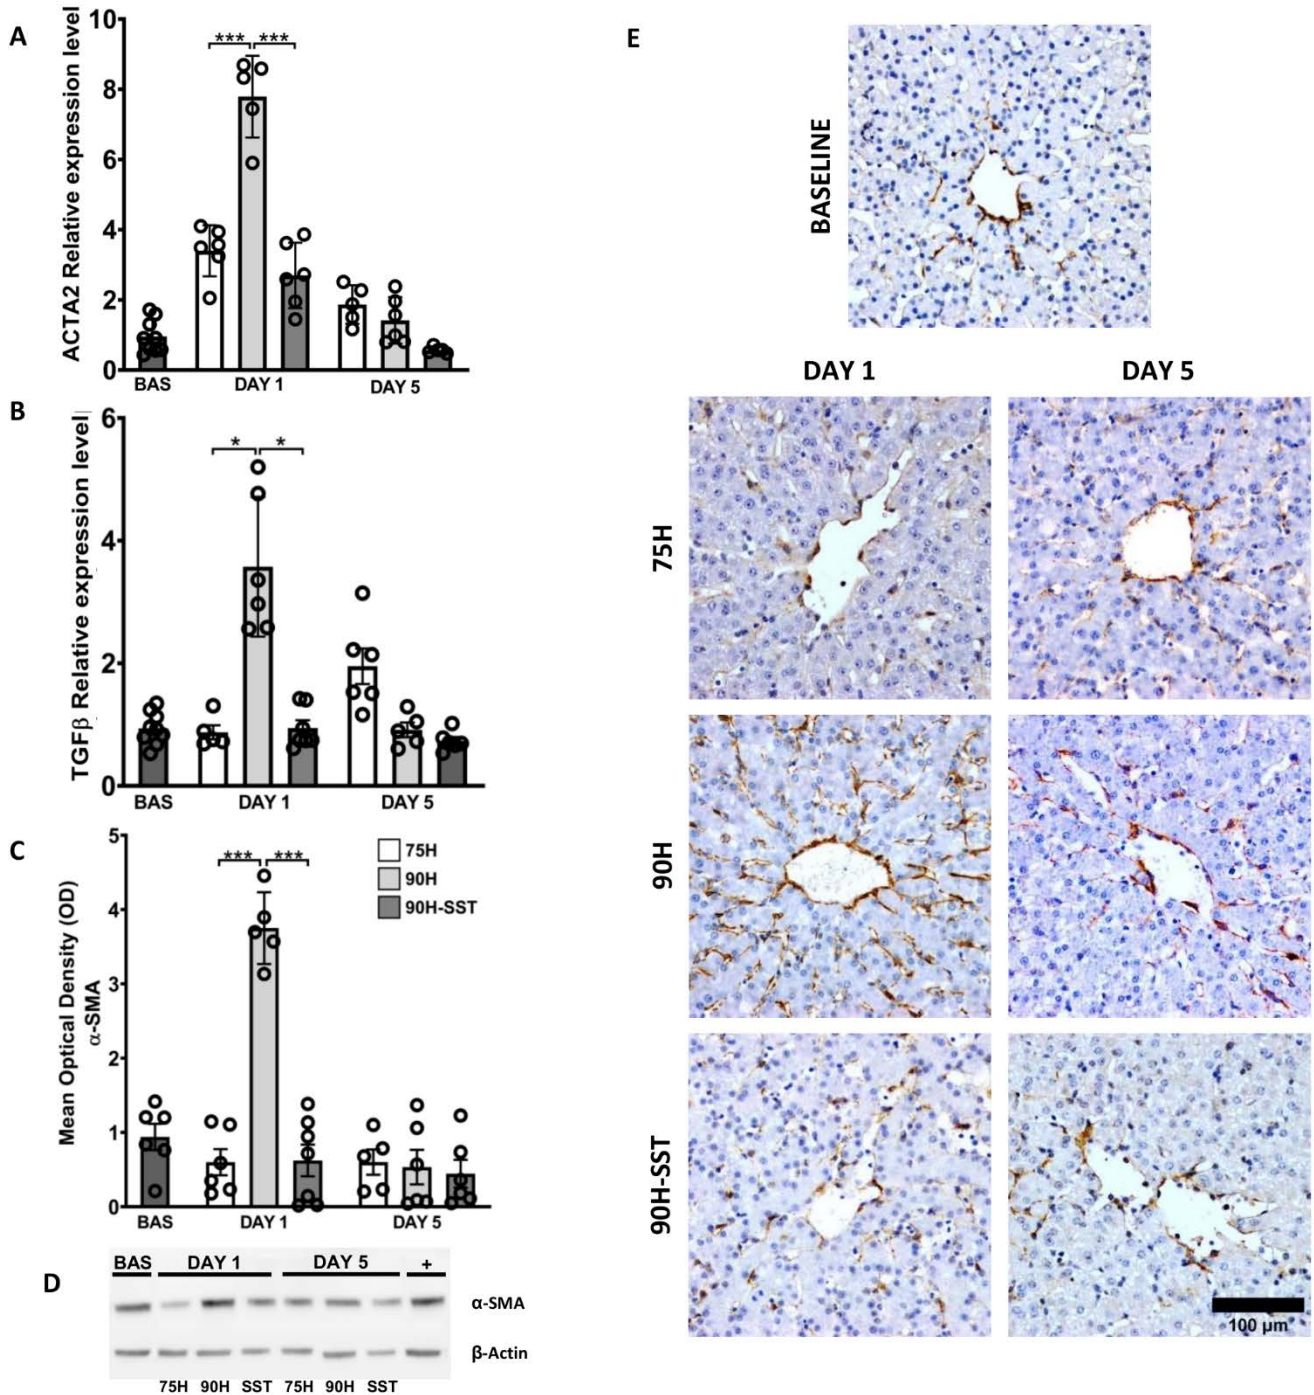 A
ACTA2 Relative expression level
10
8
6
4
2
0
*** ***
BAS DAY 1 DAY 5
B
TGFβ Relative expression level
6
4
2
0
* *
BAS DAY 1 DAY 5
C
Mean Optical Density (OD)
α-SMA
5
4
3
2
1
0
*** ***
75H
90H
90H-SST
BAS DAY 1 DAY 5
D
BAS DAY 1 DAY 5 +
α-SMA
β-Actin
75H 90H SST 75H 90H SST
E
BASELINE
DAY 1 DAY 5
75H
90H
90H-SST
100 µm